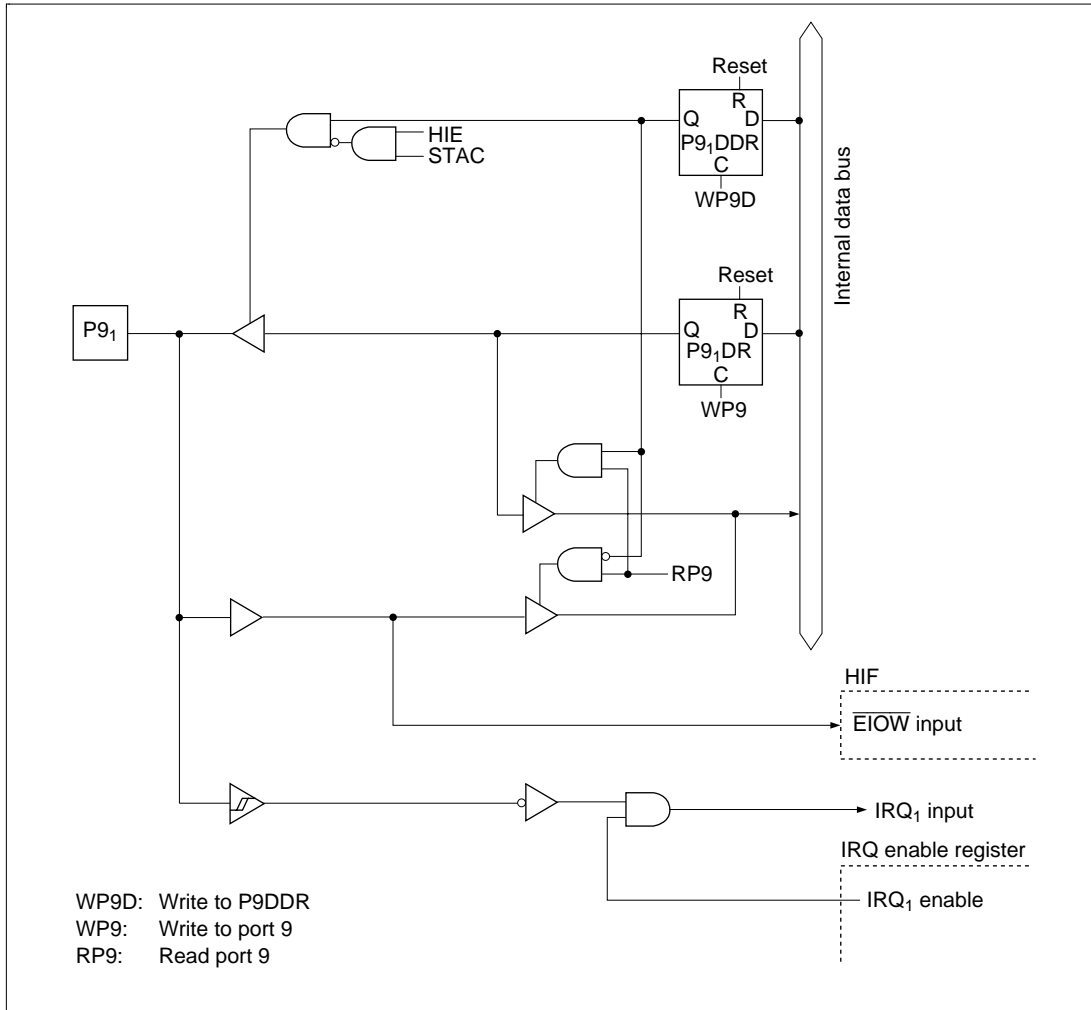 Reset
R
Q D
P9₁DDR
C
WP9D
HIE
STAC
Internal data bus
Reset
R
Q D
P9₁DR
C
WP9
P9₁
RP9
HIF
E̅I̅O̅W̅ input
IRQ₁ input
IRQ enable register
IRQ₁ enable
WP9D: Write to P9DDR
WP9: Write to port 9
RP9: Read port 9